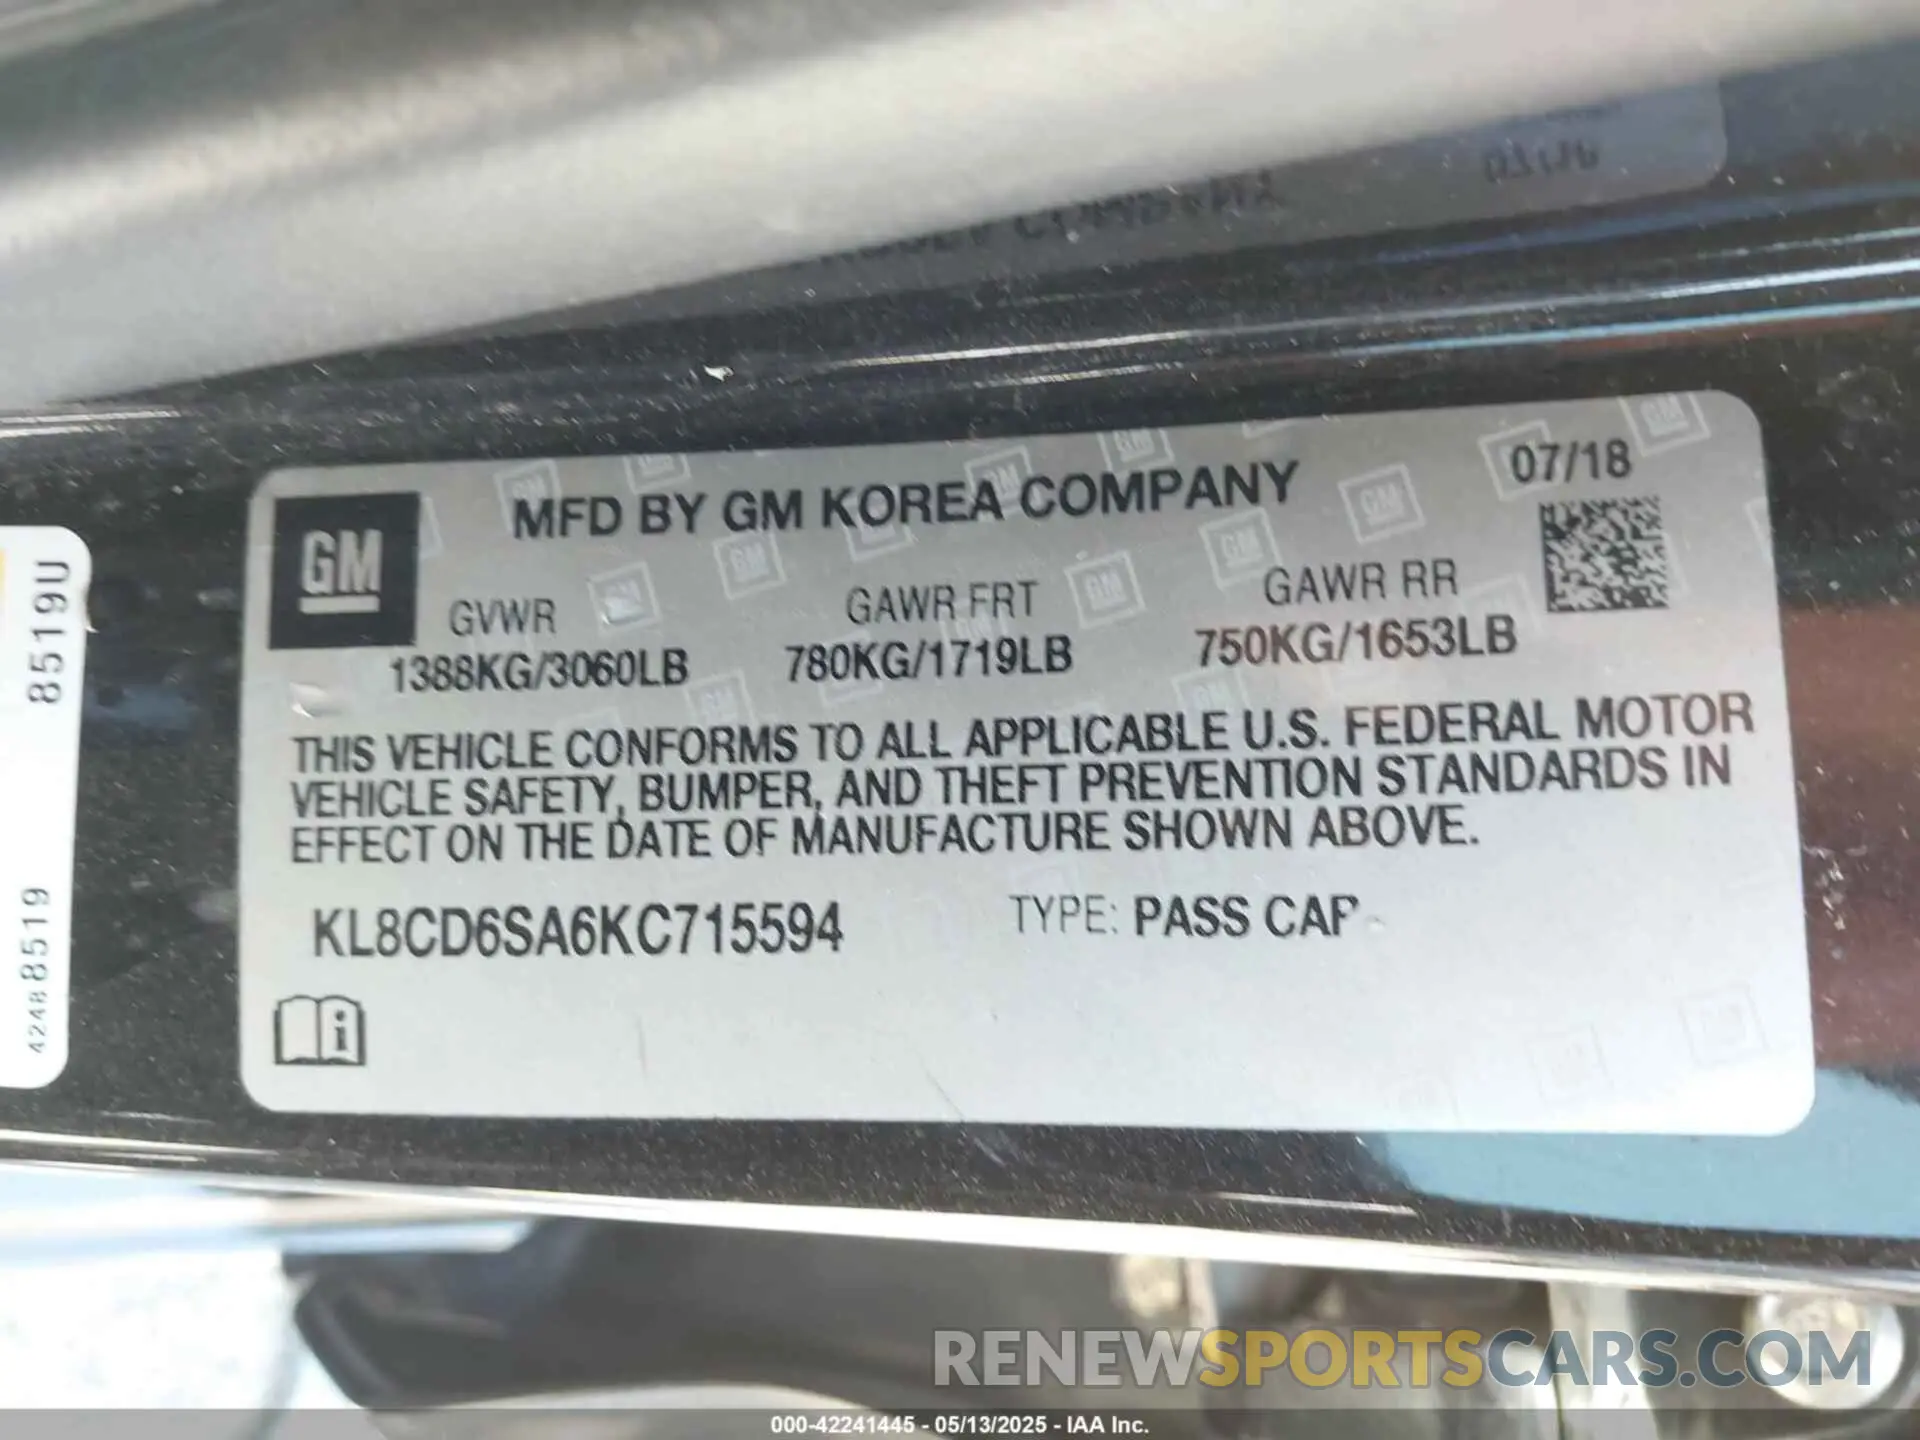 MFD BY GM KOREA COMPANY
07/18
GM
GVWR
GAWR FRT
GAWR RR
1388KG/3060LB
780KG/1719LB
750KG/1653LB
THIS VEHICLE CONFORMS TO ALL APPLICABLE U.S. FEDERAL MOTOR
VEHICLE SAFETY, BUMPER, AND THEFT PREVENTION STANDARDS IN
EFFECT ON THE DATE OF MANUFACTURE SHOWN ABOVE.
KL8CD6SA6KC715594
TYPE: PASS CAR
8519U
42488519
RENEWSPORTSCARS.COM
000-42241445 - 05/13/2025 - IAA Inc.